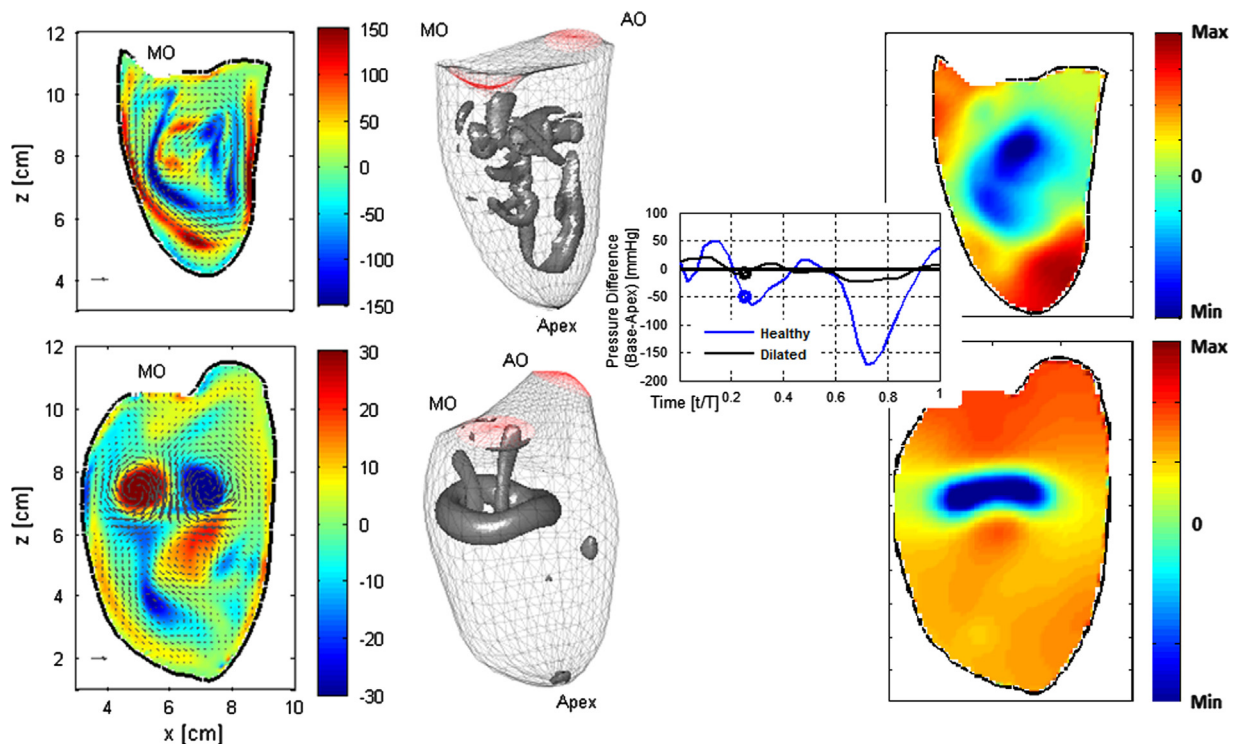 12
10
8
6
4
z [cm]
MO
150
100
50
0
-50
-100
-150
MO
AO
Apex
Max
0
Min
100
50
0
-50
-100
-150
-200
Pressure Difference
(Base-Apex) [mmHg]
Healthy
Dilated
Time [t/T]
0.2
0.4
0.6
0.8
1
12
10
8
6
4
2
z [cm]
MO
4
6
8
10
x [cm]
30
20
10
0
-10
-20
-30
AO
MO
Apex
Max
0
Min